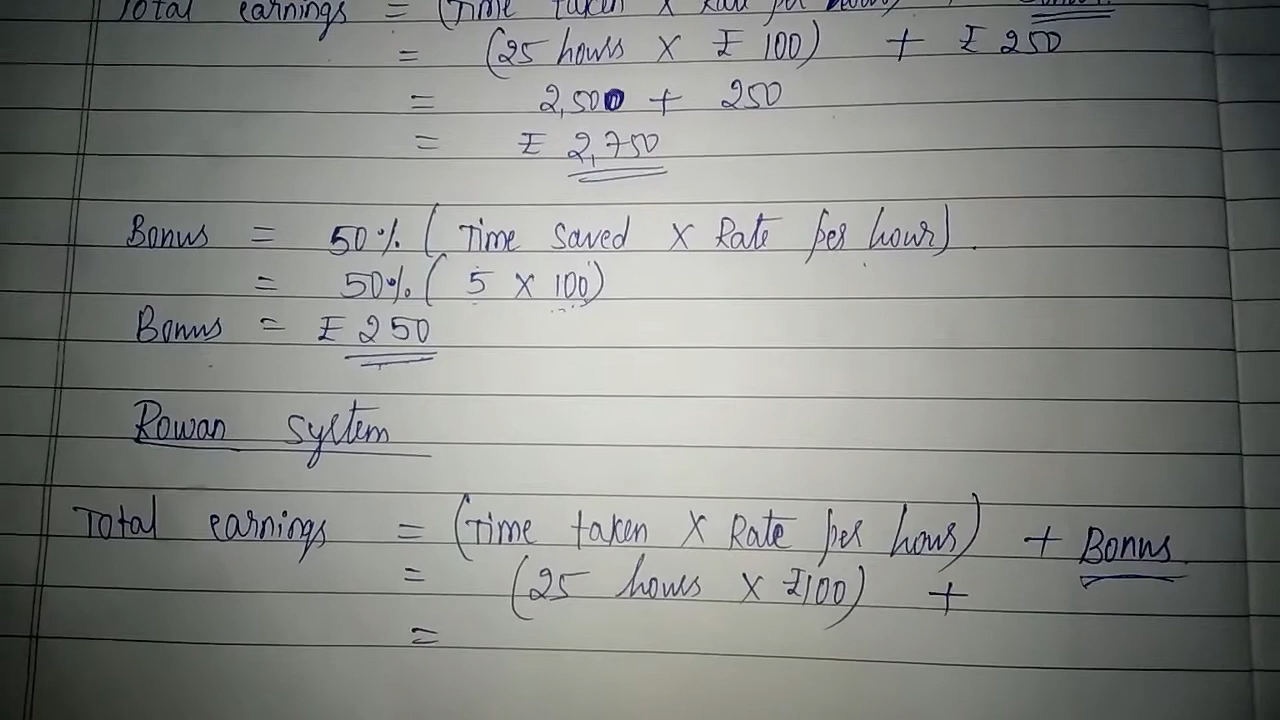 Total earnings = (Time taken X Rate per hours)
= (25 hours X ₹ 100) + ₹ 250
= 2,500 + 250
= ₹ 2,750
Bonus = 50% ( Time saved X Rate per hour).
= 50% ( 5 X 100)
Bonus = ₹ 250
Rowan system
Total earnings = (Time taken X Rate per hours) + Bonus
= (25 hours X ₹100) +
=